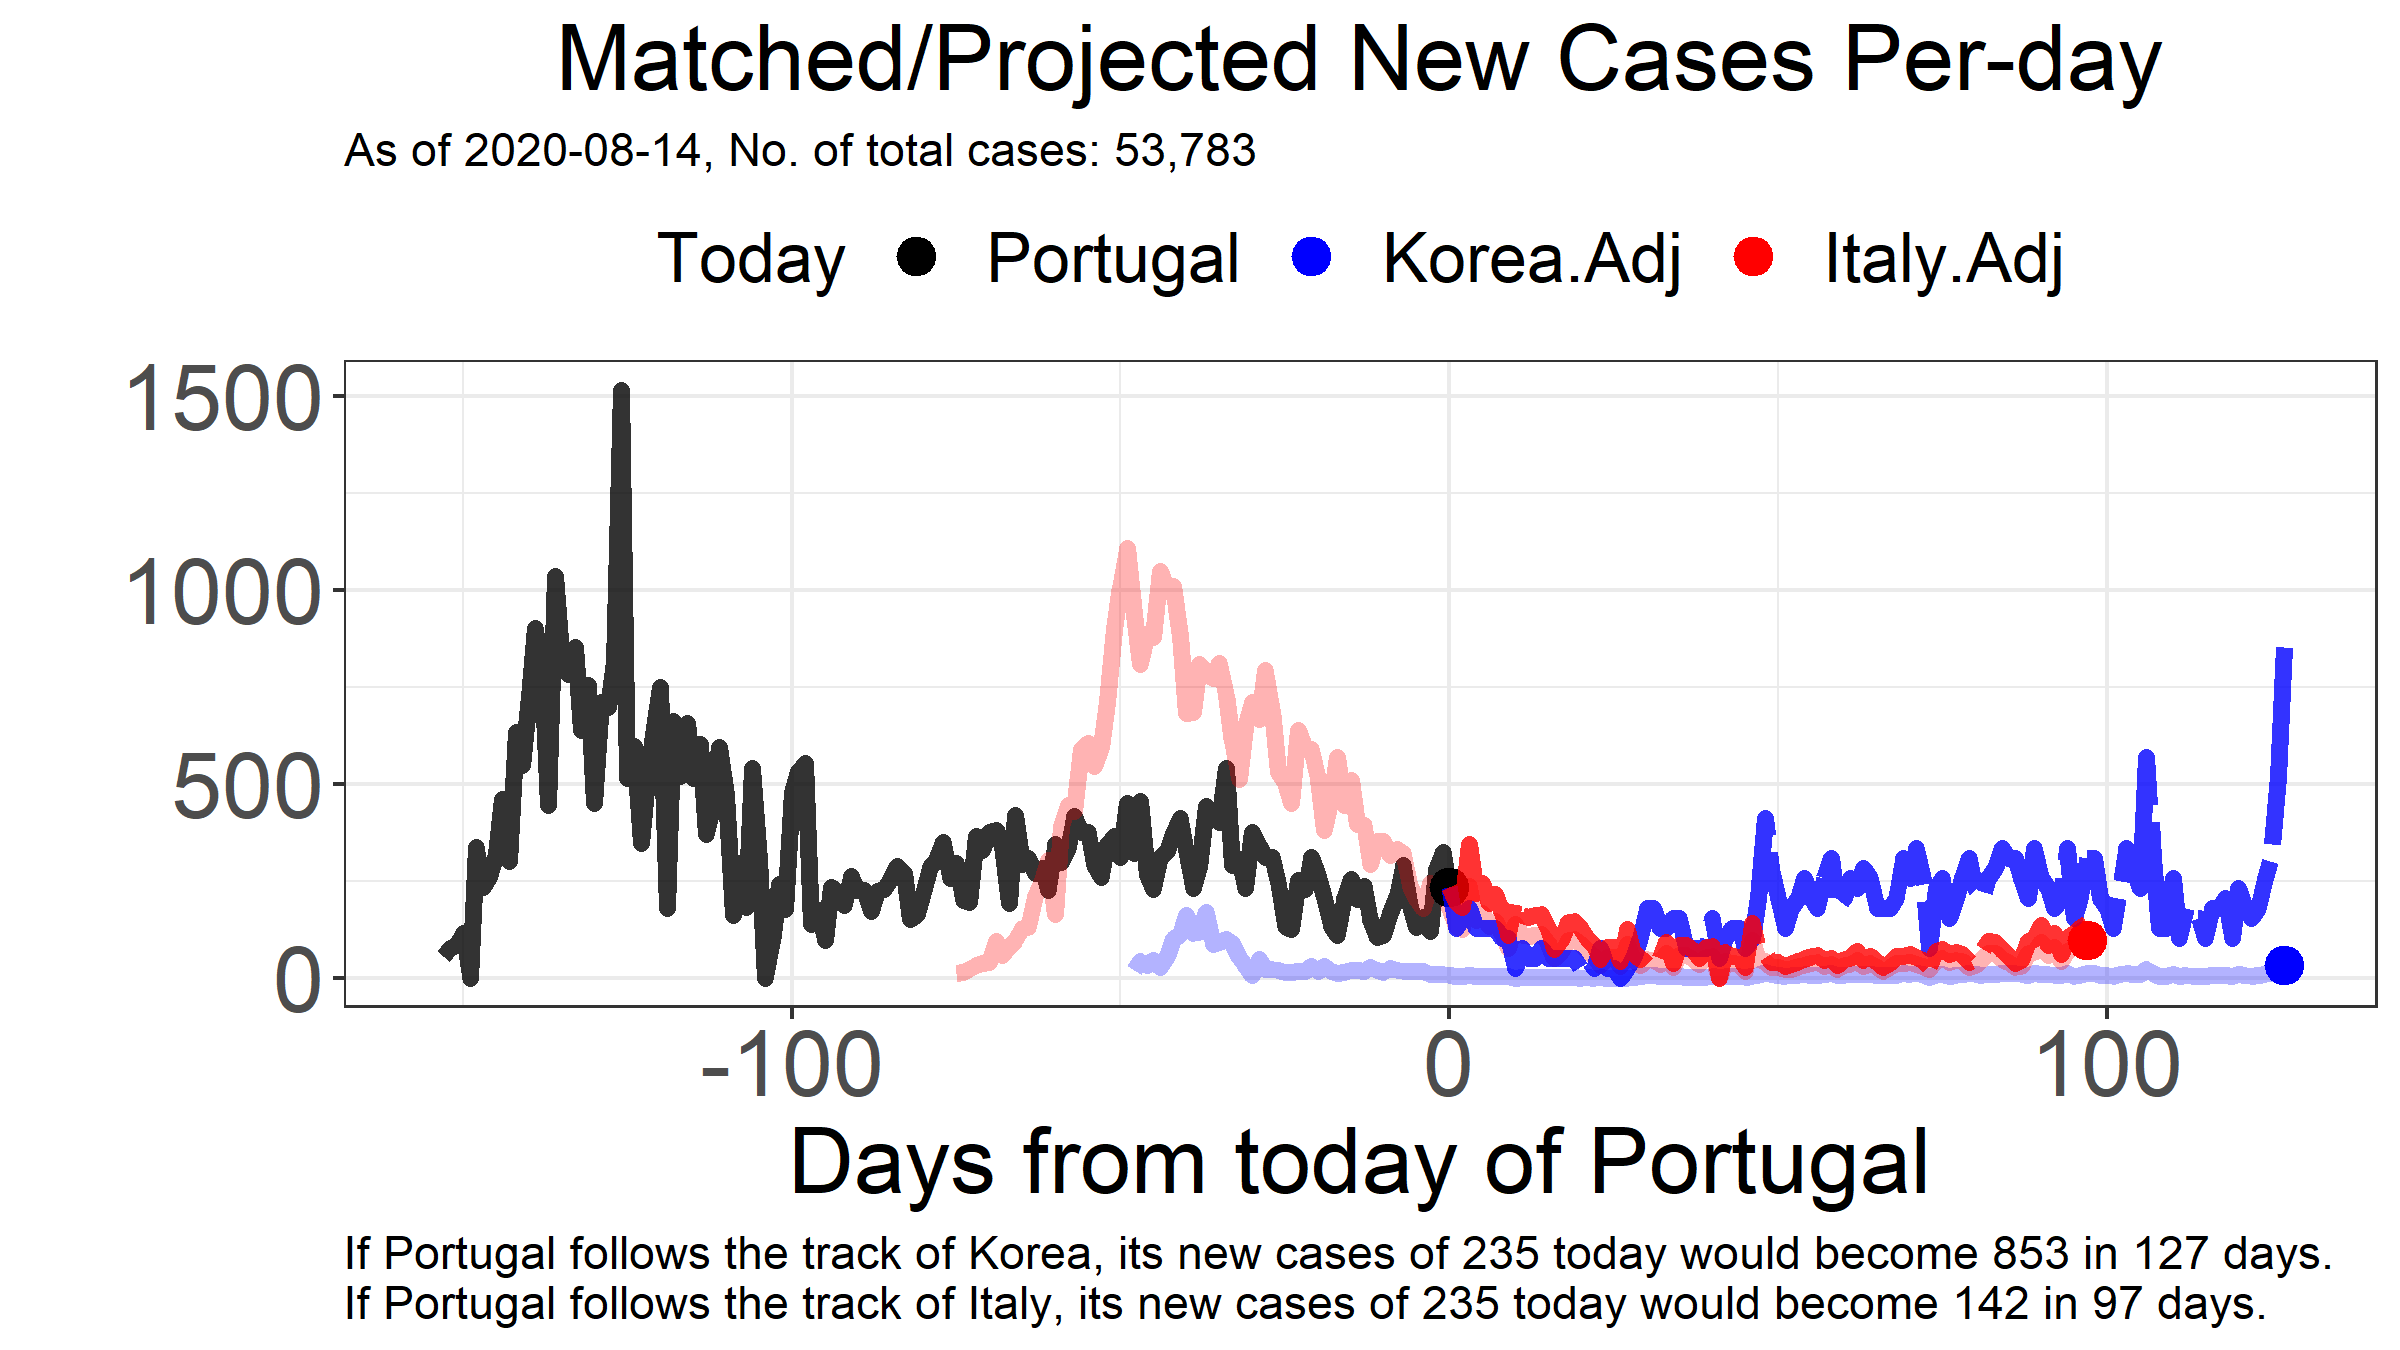 Matched/Projected New Cases Per-day
As of 2020-08-14, No. of total cases: 53,783
Today Portugal Korea.Adj Italy.Adj
1500
1000
500
0
-100 0 100
Days from today of Portugal
If Portugal follows the track of Korea, its new cases of 235 today would become 853 in 127 days.
If Portugal follows the track of Italy, its new cases of 235 today would become 142 in 97 days.